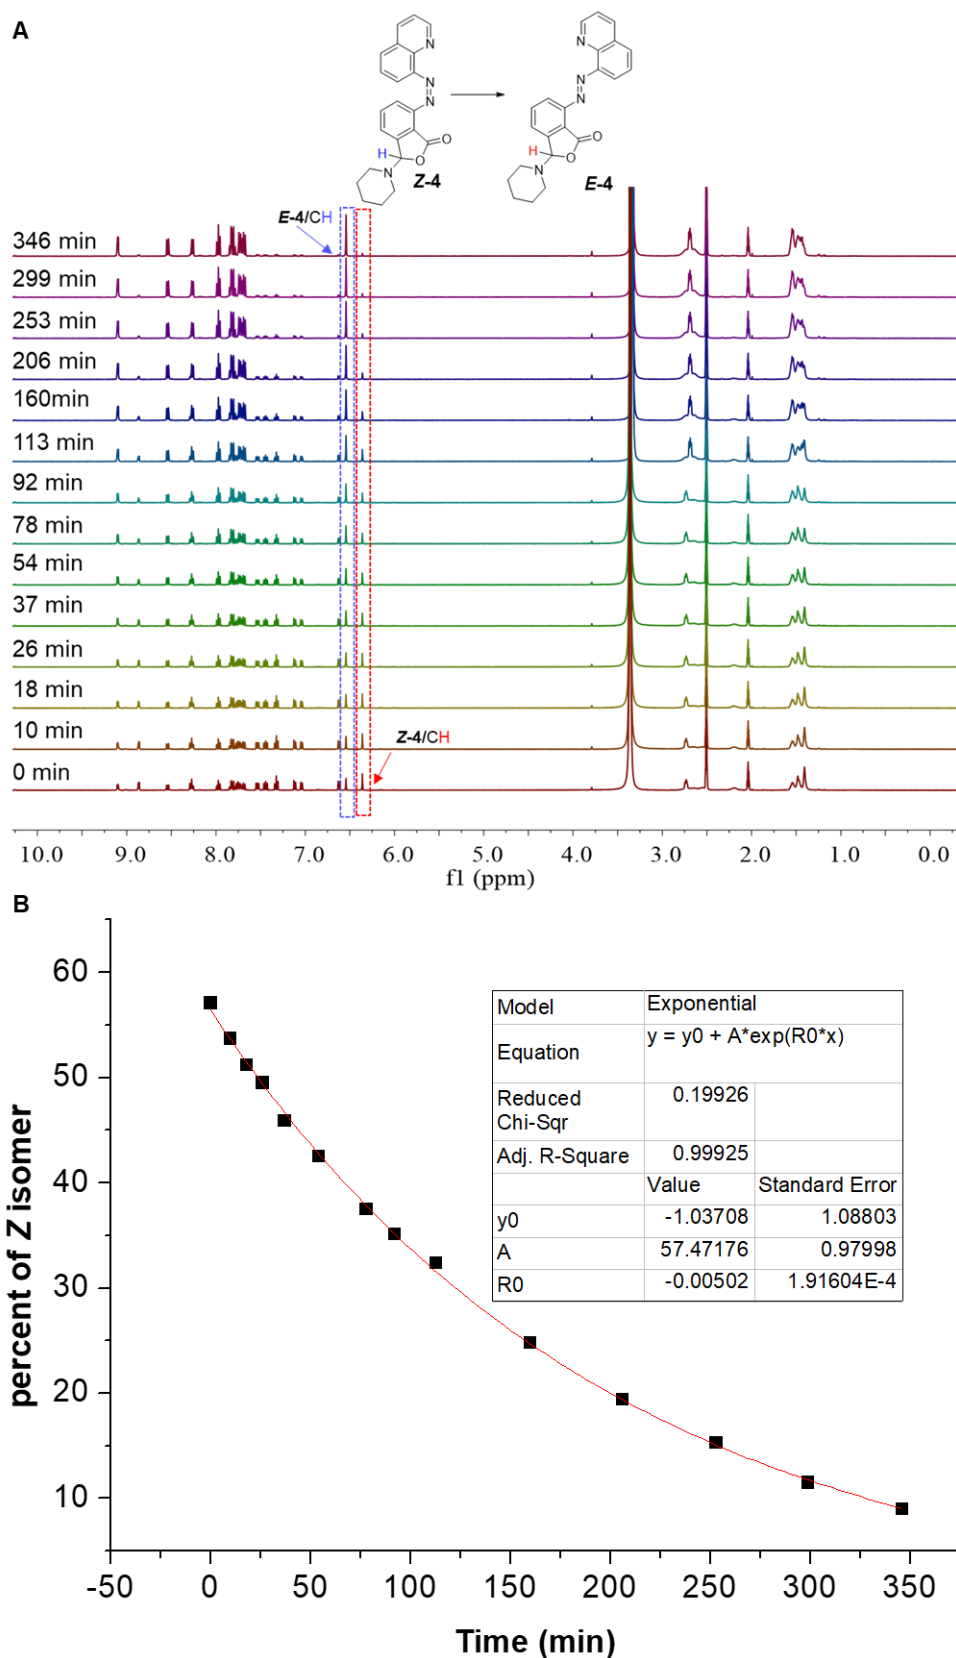 A
N
N
N
O
O
H
N
Z-4
N
N
N
O
O
H
N
E-4
E-4/CH
346 min
299 min
253 min
206 min
160min
113 min
92 min
78 min
54 min
37 min
26 min
18 min
10 min
0 min
Z-4/CH
10.0 9.0 8.0 7.0 6.0 5.0 4.0 3.0 2.0 1.0 0.0
f1 (ppm)
B
percent of Z isomer
60
50
40
30
20
10
Model Exponential
Equation y = y0 + A*exp(R0*x)
Reduced Chi-Sqr 0.19926
Adj. R-Square 0.99925
Value Standard Error
y0 -1.03708 1.08803
A 57.47176 0.97998
R0 -0.00502 1.91604E-4
-50 0 50 100 150 200 250 300 350
Time (min)